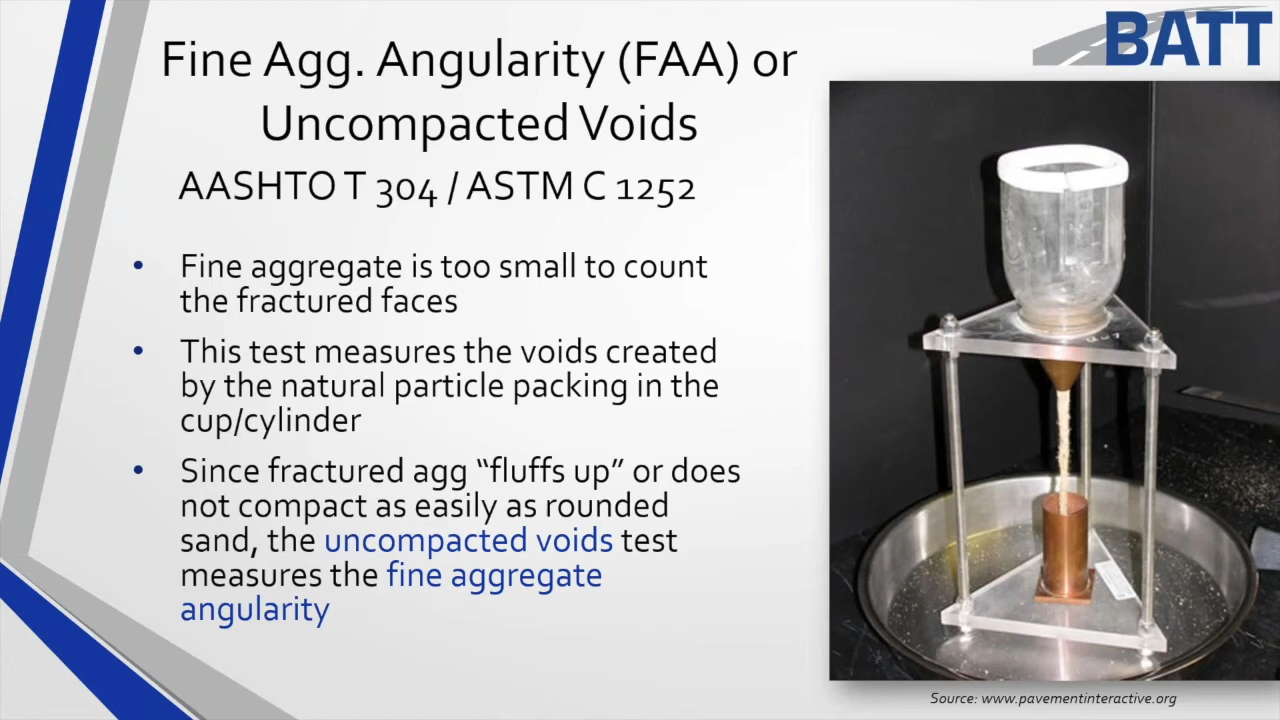 Fine Agg. Angularity (FAA) or
Uncompacted Voids
AASHTO T 304 / ASTM C 1252
BATT
• Fine aggregate is too small to count
the fractured faces
• This test measures the voids created
by the natural particle packing in the
cup/cylinder
• Since fractured agg “fluffs up” or does
not compact as easily as rounded
sand, the uncompacted voids test
measures the fine aggregate
angularity
Source: www.pavementinteractive.org